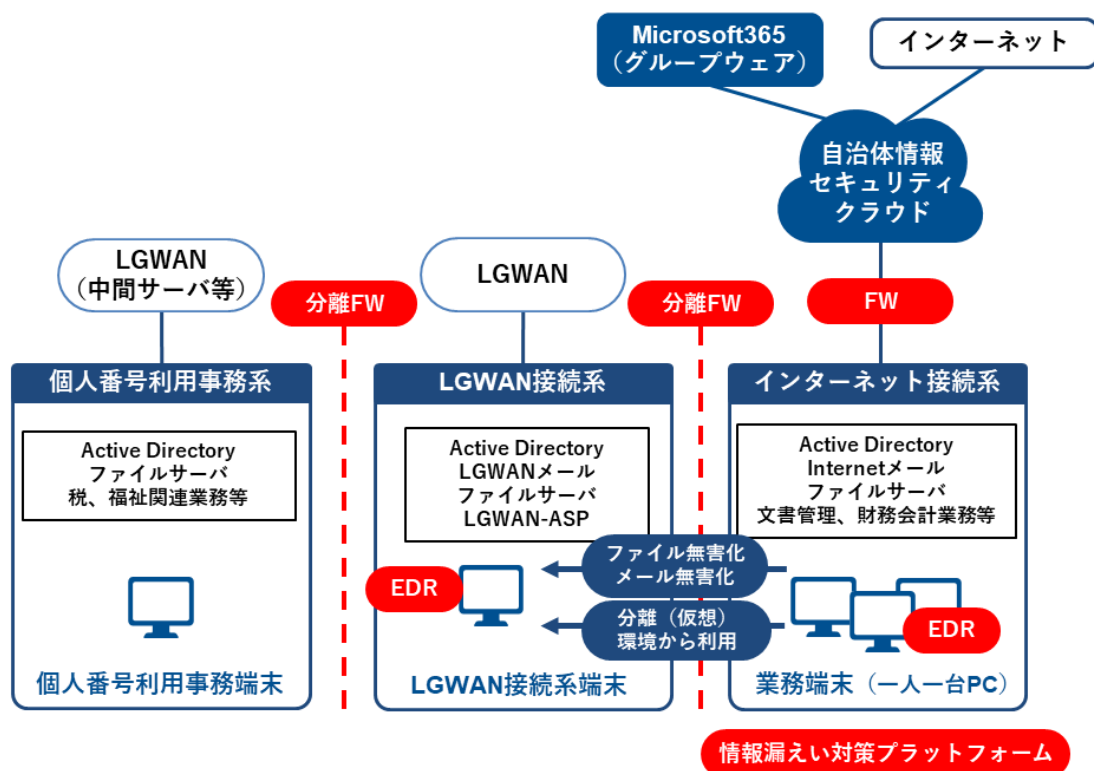 Microsoft365
（グループウェア）
インターネット
自治体情報
セキュリティ
クラウド
LGWAN
（中間サーバ等）
分離FW
LGWAN
分離FW
FW
個人番号利用事務系
Active Directory
ファイルサーバ
税、福祉関連業務等
個人番号利用事務端末
LGWAN接続系
Active Directory
LGWANメール
ファイルサーバ
LGWAN-ASP
EDR
LGWAN接続系端末
ファイル無害化
メール無害化
分離（仮想）
環境から利用
インターネット接続系
Active Directory
Internetメール
ファイルサーバ
文書管理、財務会計業務等
EDR
業務端末（一人一台PC）
情報漏えい対策プラットフォーム